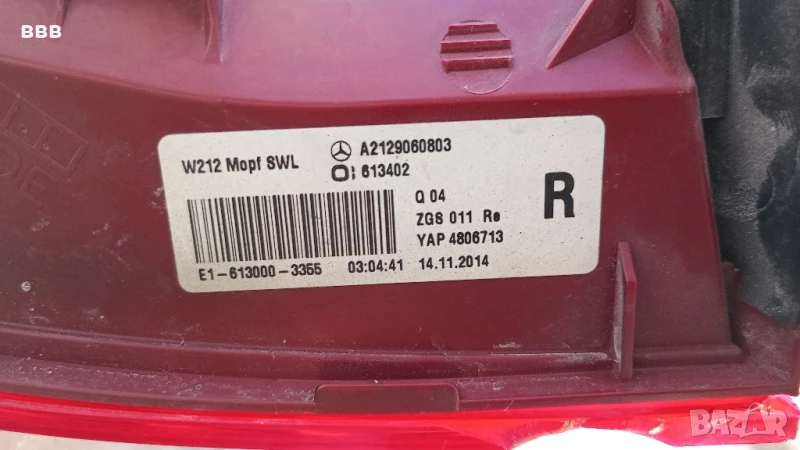 BBB
W212 Mopf SWL
A2129060803
613402
Q 04
ZGS 011 Re
YAP 4806713
R
E1-613000-3355 03:04:41 14.11.2014
BAZAR